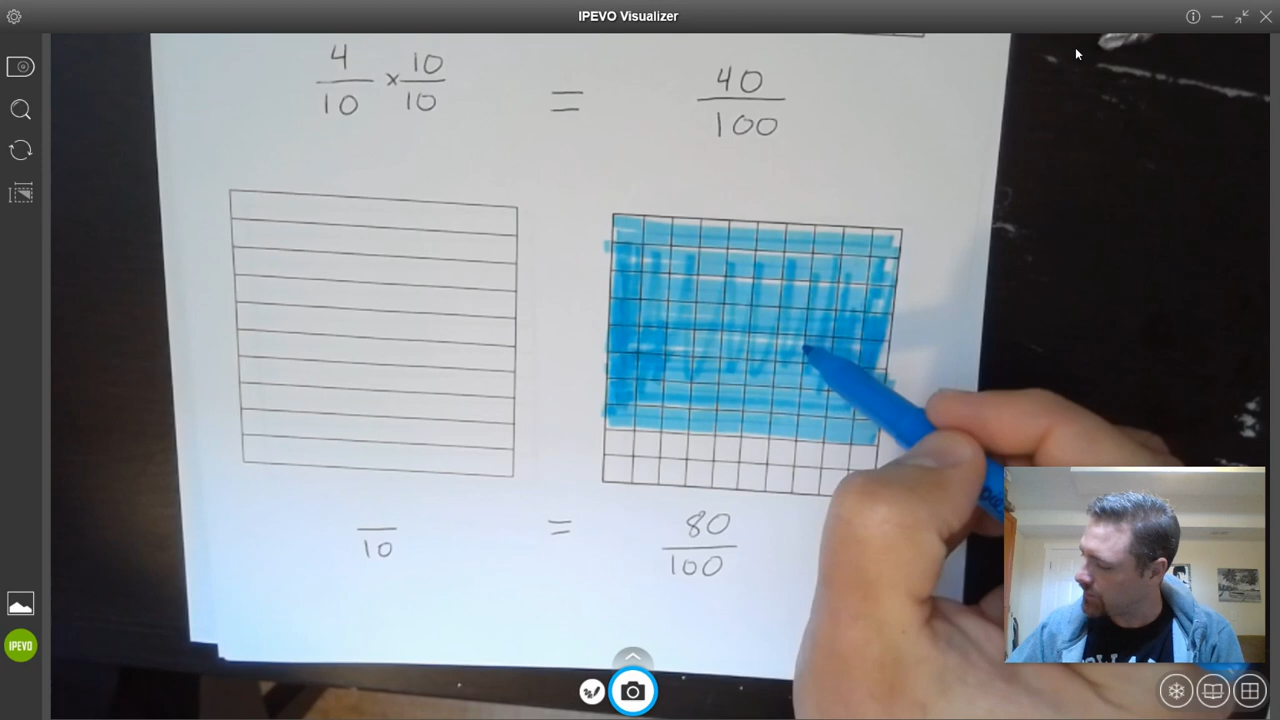 IPEVO Visualizer
4/10 × 10/10 = 40/100
/10 = 80/100
IPEVO